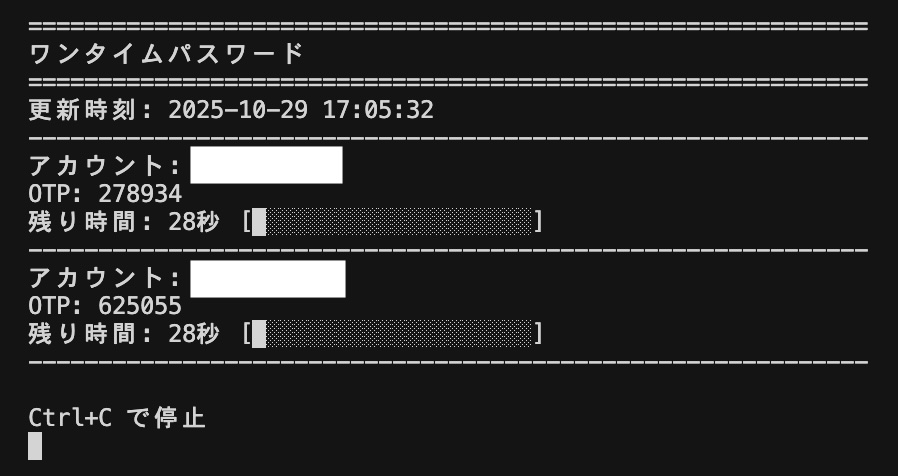 ============================================================
ワンタイムパスワード
============================================================
更新時刻: 2025-10-29 17:05:32
------------------------------------------------------------
アカウント:
OTP: 278934
残り時間: 28秒 [█░░░░░░░░░░░░░░░░░░░]
------------------------------------------------------------
アカウント:
OTP: 625055
残り時間: 28秒 [█░░░░░░░░░░░░░░░░░░░]
------------------------------------------------------------
Ctrl+C で停止